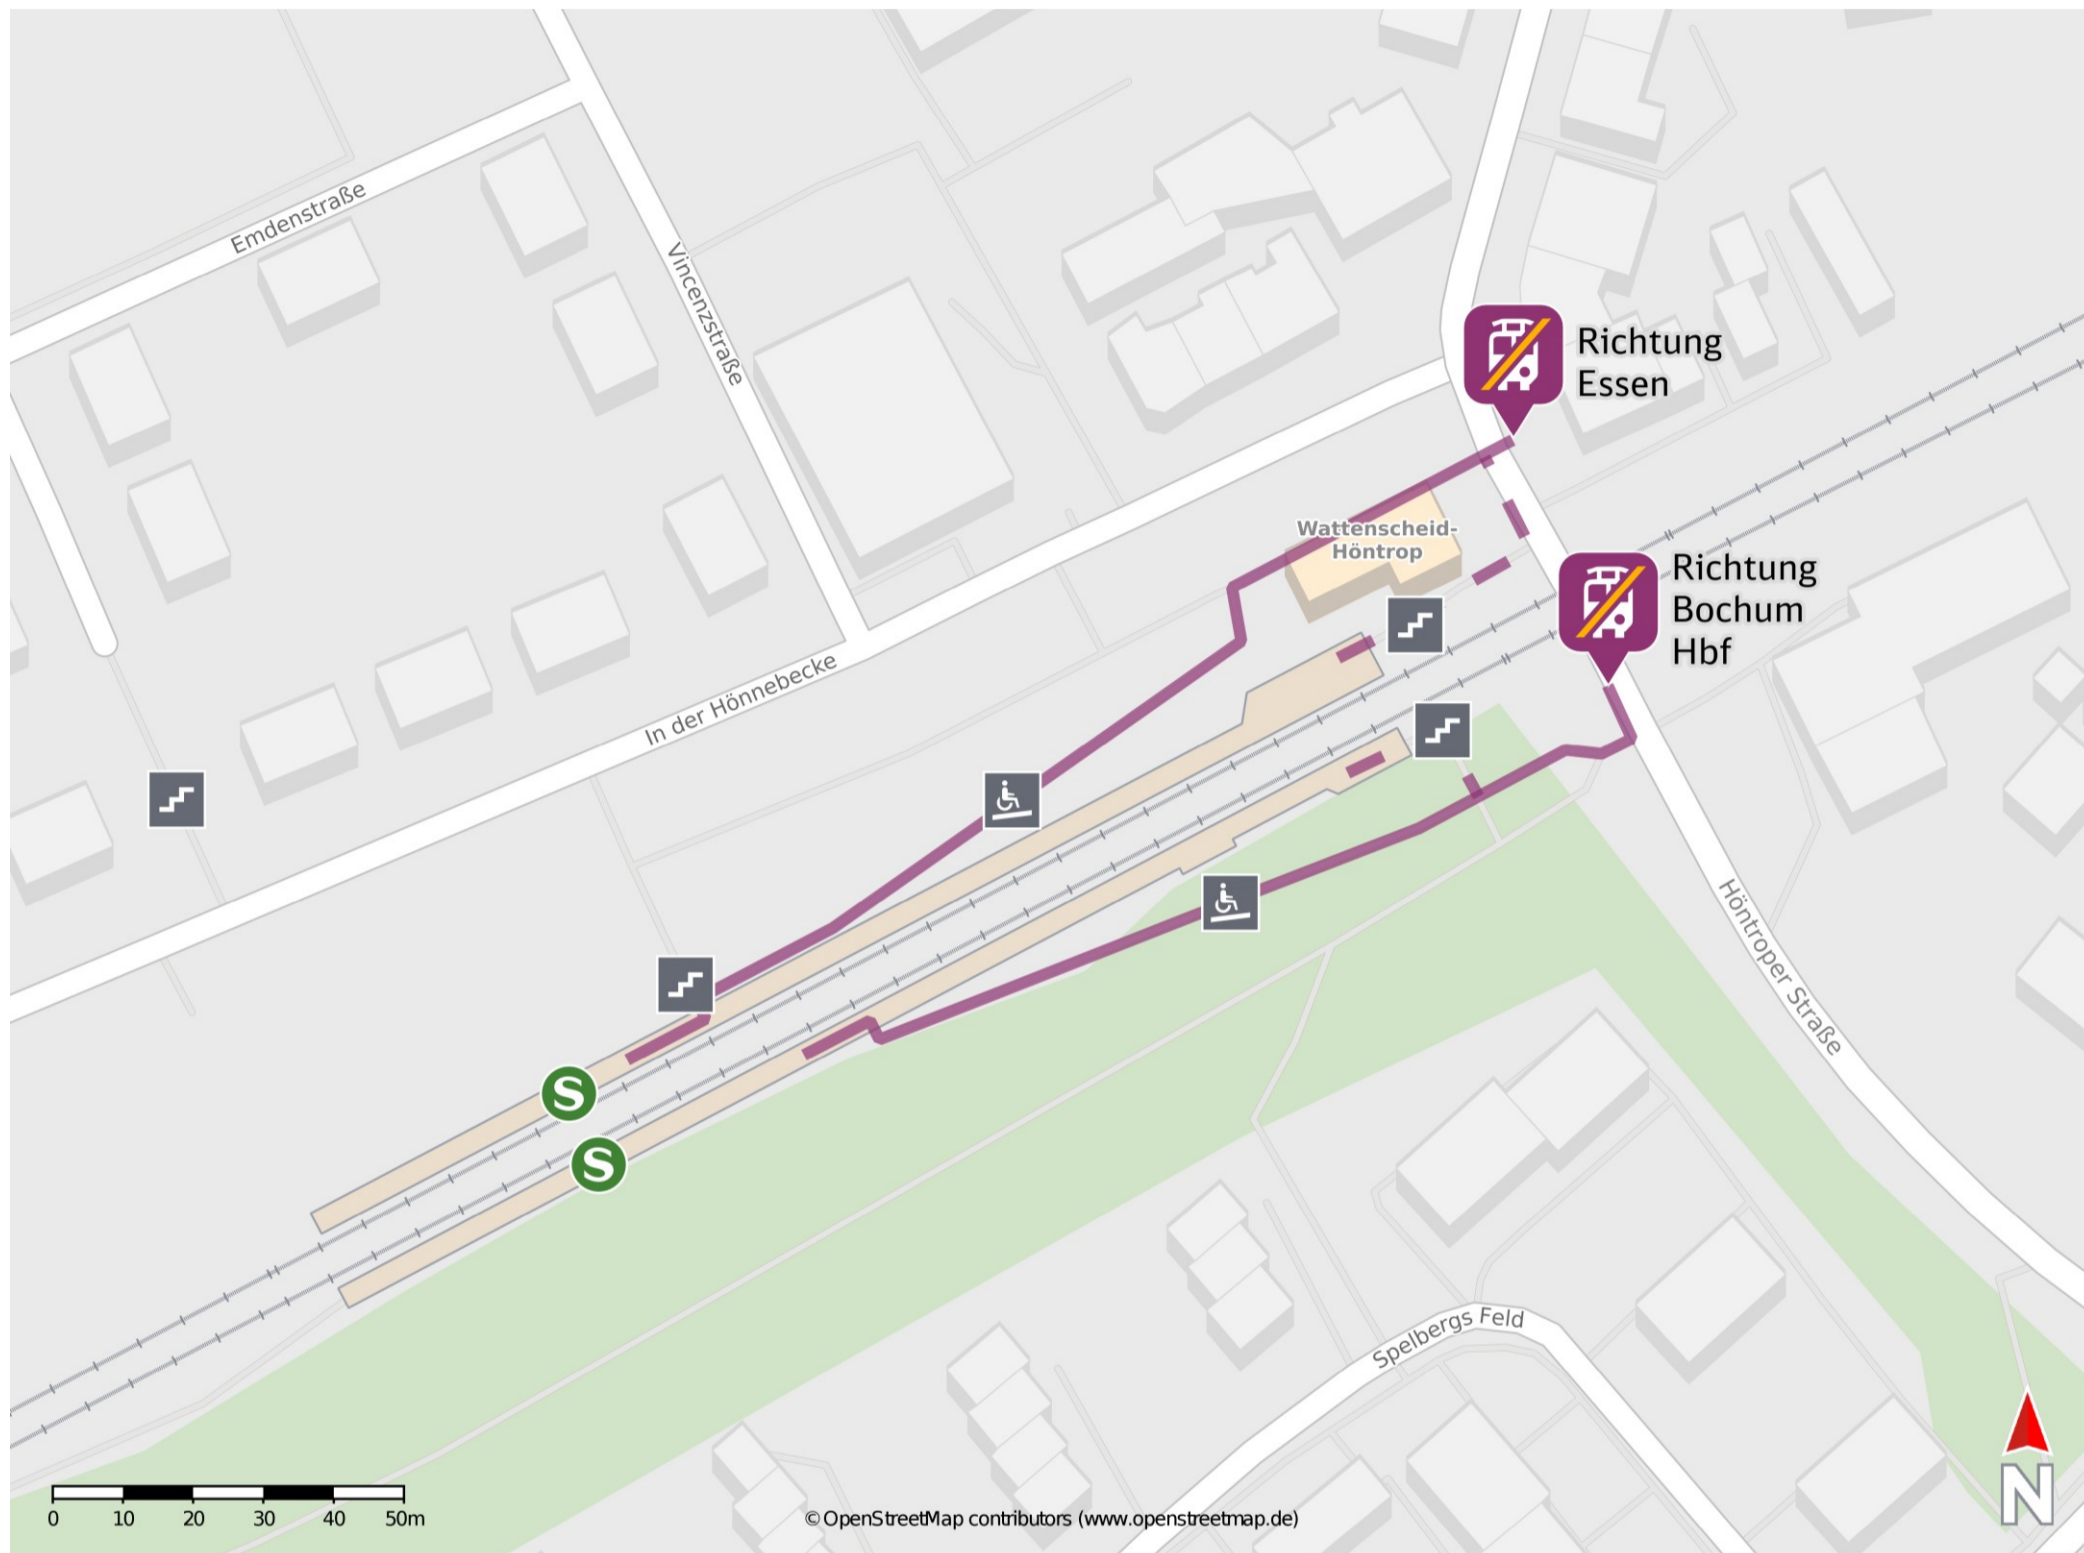 Emdenstraße
Vincenzstraße
Richtung
Essen
Wattenscheid-
Höntrop
Richtung
Bochum
Hbf
In der Hönnebecke
Höntroper Straße
S
S
Spelbergs Feld
N
0 10 20 30 40 50m
© OpenStreetMap contributors (www.openstreetmap.de)